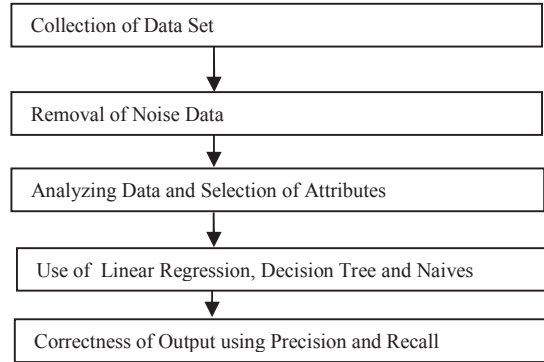 Collection of Data Set
Removal of Noise Data
Analyzing Data and Selection of Attributes
Use of Linear Regression, Decision Tree and Naives
Correctness of Output using Precision and Recall